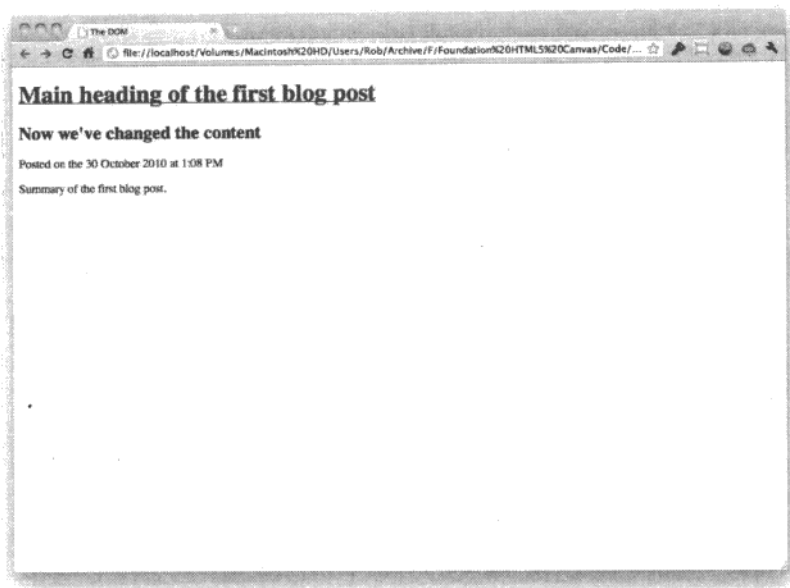 The DOM
file://localhost/Volumes/Macintosh%20HD/Users/Rob/Archive/F/Foundation%20HTML5%20Canvas/Code/...
Main heading of the first blog post
Now we've changed the content
Posted on the 30 October 2010 at 1:08 PM
Summary of the first blog post.